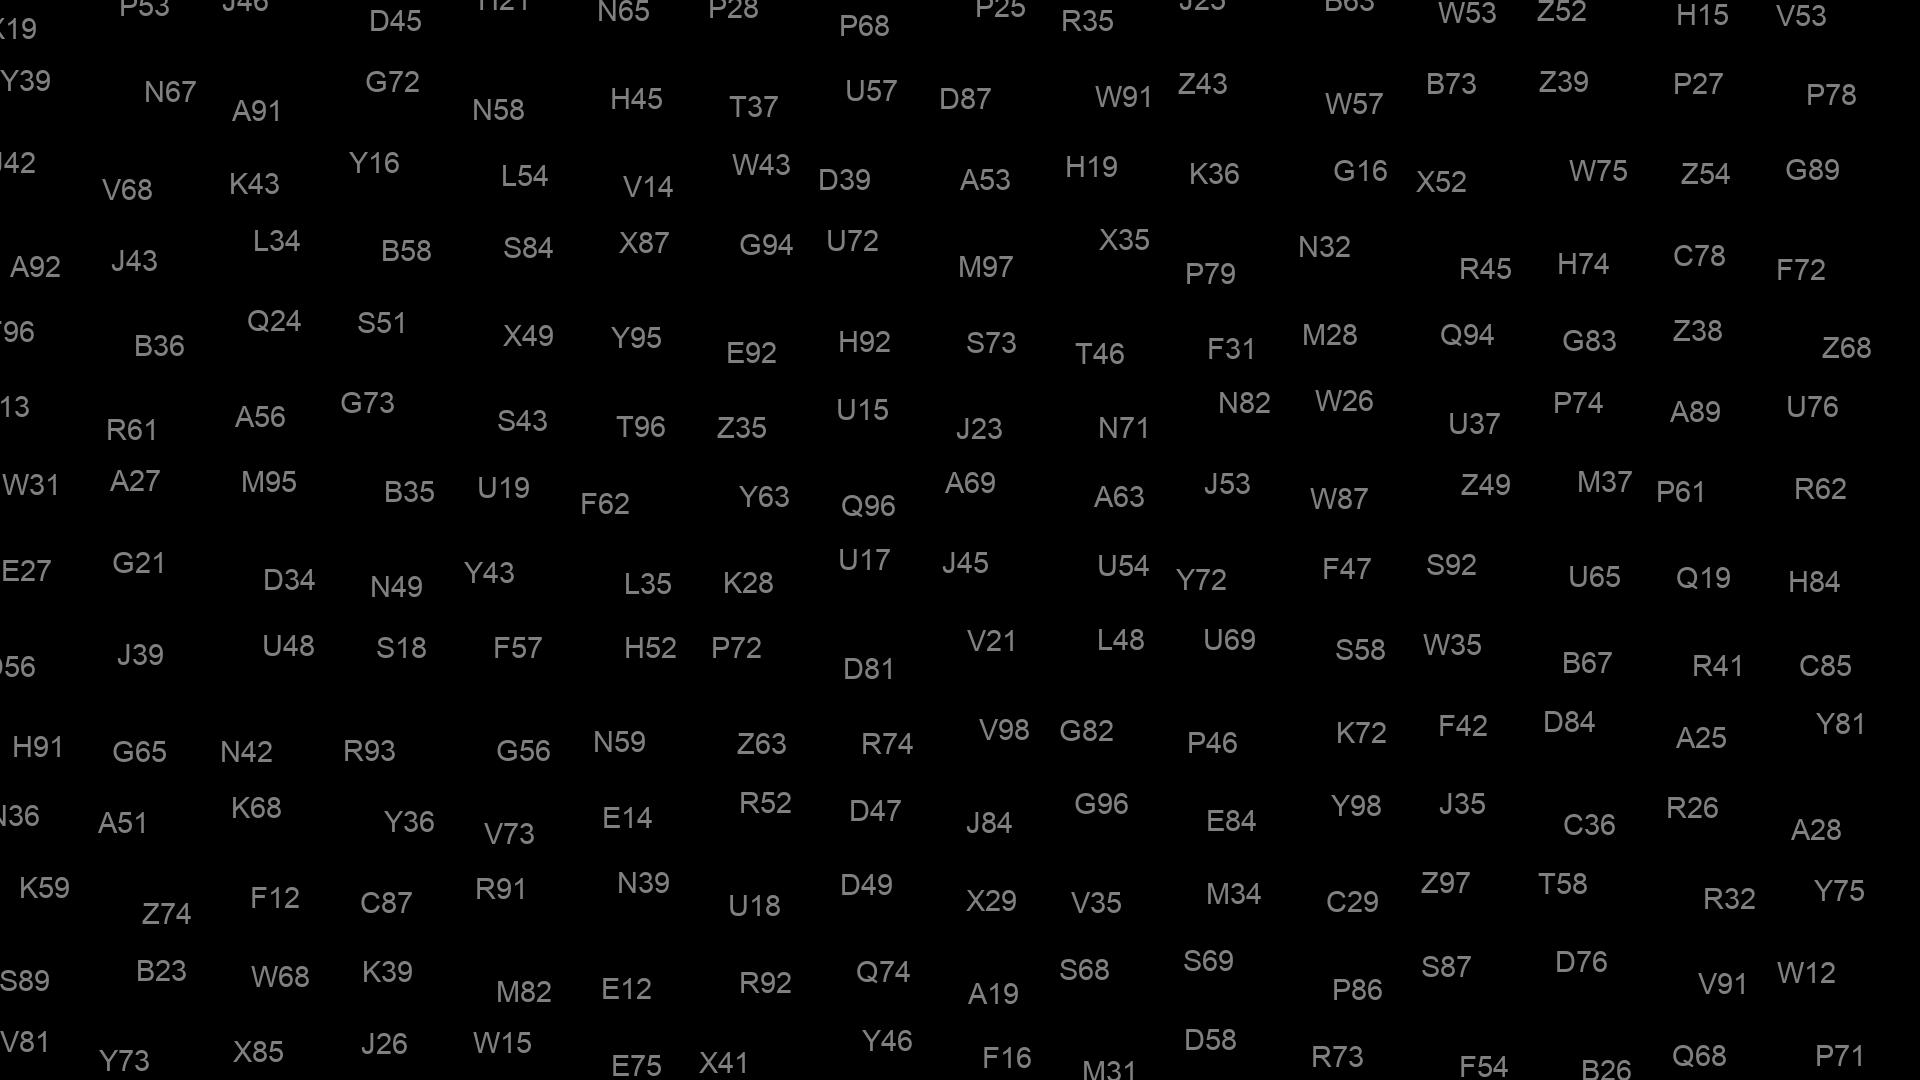 P53 J46 D45 H21 N65 P28 P68 P25 R35 J25 B63 W53 Z52 H15 V53
Y39 N67 A91 G72 N58 H45 T37 U57 D87 W91 Z43 W57 B73 Z39 P27 P78
V68 K43 Y16 L54 V14 W43 D39 A53 H19 K36 G16 X52 W75 Z54 G89
A92 J43 L34 B58 S84 X87 G94 U72 M97 X35 P79 N32 R45 H74 C78 F72
B36 Q24 S51 X49 Y95 E92 H92 S73 T46 F31 M28 Q94 G83 Z38 Z68
R61 A56 G73 S43 T96 Z35 U15 J23 N71 N82 W26 U37 P74 A89 U76
W31 A27 M95 B35 U19 F62 Y63 Q96 A69 A63 J53 W87 Z49 M37 P61 R62
E27 G21 D34 N49 Y43 L35 K28 U17 J45 U54 Y72 F47 S92 U65 Q19 H84
J39 U48 S18 F57 H52 P72 D81 V21 L48 U69 S58 W35 B67 R41 C85
H91 G65 N42 R93 G56 N59 Z63 R74 V98 G82 P46 K72 F42 D84 A25 Y81
N36 A51 K68 Y36 V73 E14 R52 D47 J84 G96 E84 Y98 J35 C36 R26 A28
K59 Z74 F12 C87 R91 N39 U18 D49 X29 V35 M34 C29 Z97 T58 R32 Y75
S89 B23 W68 K39 M82 E12 R92 Q74 A19 S68 S69 P86 S87 D76 V91 W12
V81 Y73 X85 J26 W15 E75 X41 Y46 F16 M31 D58 R73 F54 B26 Q68 P71